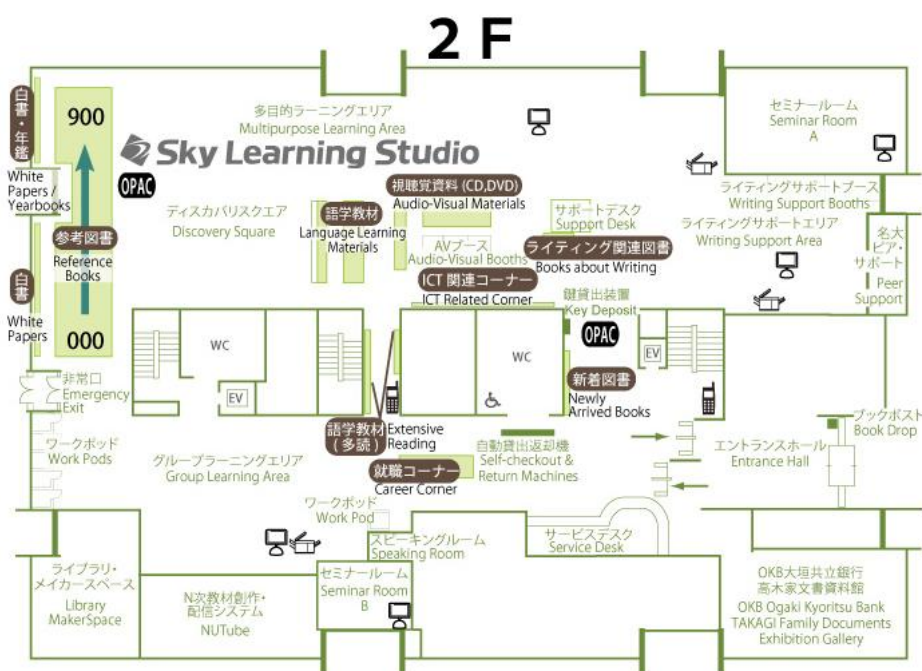 2F
多目的ラーニングエリア
Multipurpose Learning Area
セミナールーム
Seminar Room
A
白書・年鑑
White
Papers /
Yearbooks
900
参考図書
Reference
Books
000
白書
White
Papers
OPAC
Sky Learning Studio
ディスカバリスクエア
Discovery Square
語学教材
Language Learning
Materials
視聴覚資料 (CD,DVD)
Audio-Visual Materials
AVブース
Audio-Visual Booths
サポートデスク
Support Desk
ライティング関連図書
Books about Writing
ライティングサポートブース
Writing Support Booths
ライティングサポートエリア
Writing Support Area
名大
ピア・
サポート
Peer
Support
ICT 関連コーナー
ICT Related Corner
鍵貸出装置
Key Deposit
OPAC
WC
EV
WC
EV
新着図書
Newly
Arrived Books
非常口
Emergency
Exit
ワークポッド
Work Pods
語学教材
(多読)
Extensive
Reading
グループラーニングエリア
Group Learning Area
就職コーナー
Career Corner
自動貸出返却機
Self-checkout &
Return Machines
ブックポスト
Book Drop
エントランスホール
Entrance Hall
ワークポッド
Work Pod
スピーキングルーム
Speaking Room
サービスデスク
Service Desk
ライブラリ・
メイカースペース
Library
MakerSpace
N次教材創作・
配信システム
NUTube
セミナールーム
Seminar Room
B
OKB大垣共立銀行
高木家文書資料館
OKB Ogaki Kyoritsu Bank
TAKAGI Family Documents
Exhibition Gallery